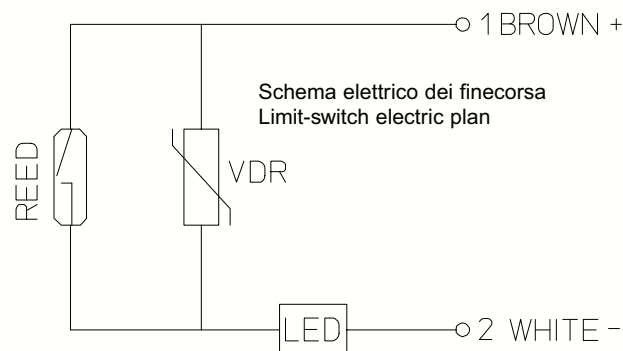 1 BROWN +
Schema elettrico dei finecorsa
Limit-switch electric plan
REED
VDR
LED
2 WHITE -